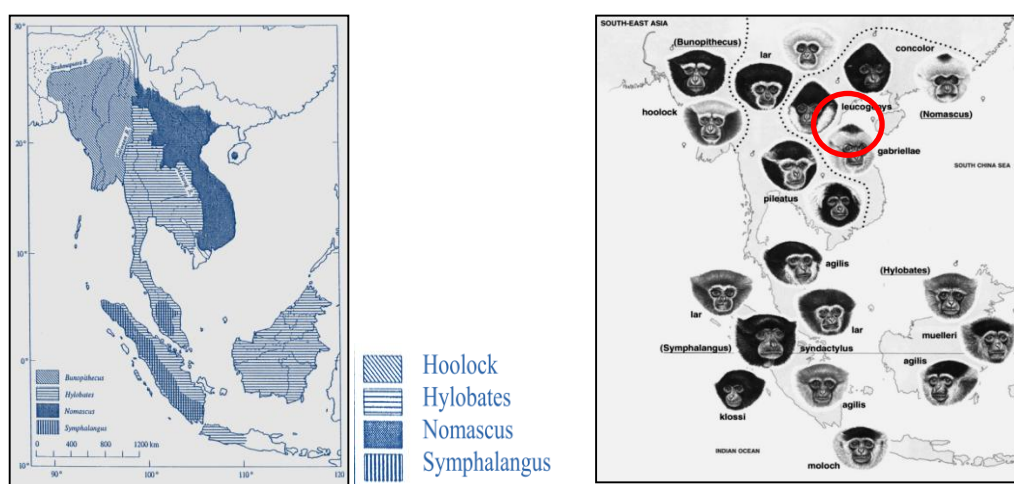 30°
Brahmaputra R.
20°
10°
0°
10°
Bunopithecus
Hylobates
Nomascus
Symphalangus
0 400 800 1200 km
90° 100° 110° 120
Hoolock
Hylobates
Nomascus
Symphalangus
SOUTH-EAST ASIA
(Bunopithecus)
lar
concolor
hoolock
leucogenys
(Nomascus)
gabriellae
SOUTH CHINA SEA
pileatus
agilis
(Hylobates)
lar
lar
muelleri
(Symphalangus)
syndactylus
agilis
klossi
agilis
INDIAN OCEAN
moloch